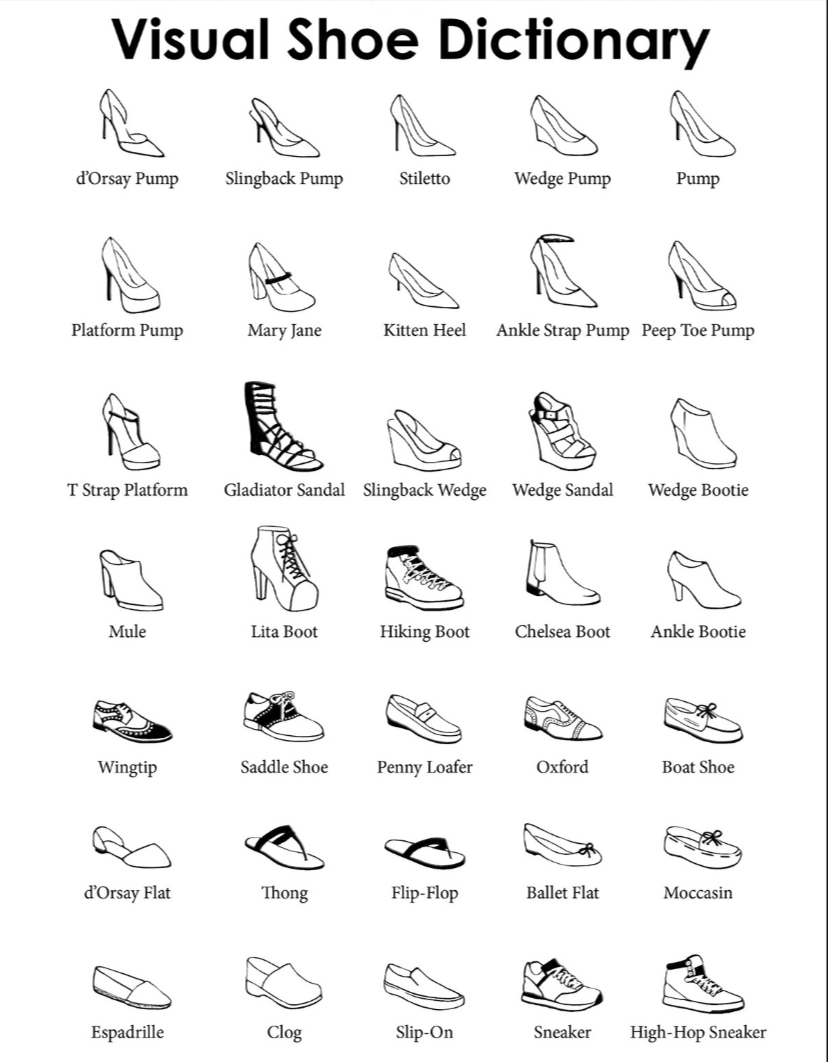 Visual Shoe Dictionary
d'Orsay Pump
Slingback Pump
Stiletto
Wedge Pump
Pump
Platform Pump
Mary Jane
Kitten Heel
Ankle Strap Pump
Peep Toe Pump
T Strap Platform
Gladiator Sandal
Slingback Wedge
Wedge Sandal
Wedge Bootie
Mule
Lita Boot
Hiking Boot
Chelsea Boot
Ankle Bootie
Wingtip
Saddle Shoe
Penny Loafer
Oxford
Boat Shoe
d'Orsay Flat
Thong
Flip-Flop
Ballet Flat
Moccasin
Espadrille
Clog
Slip-On
Sneaker
High-Hop Sneaker